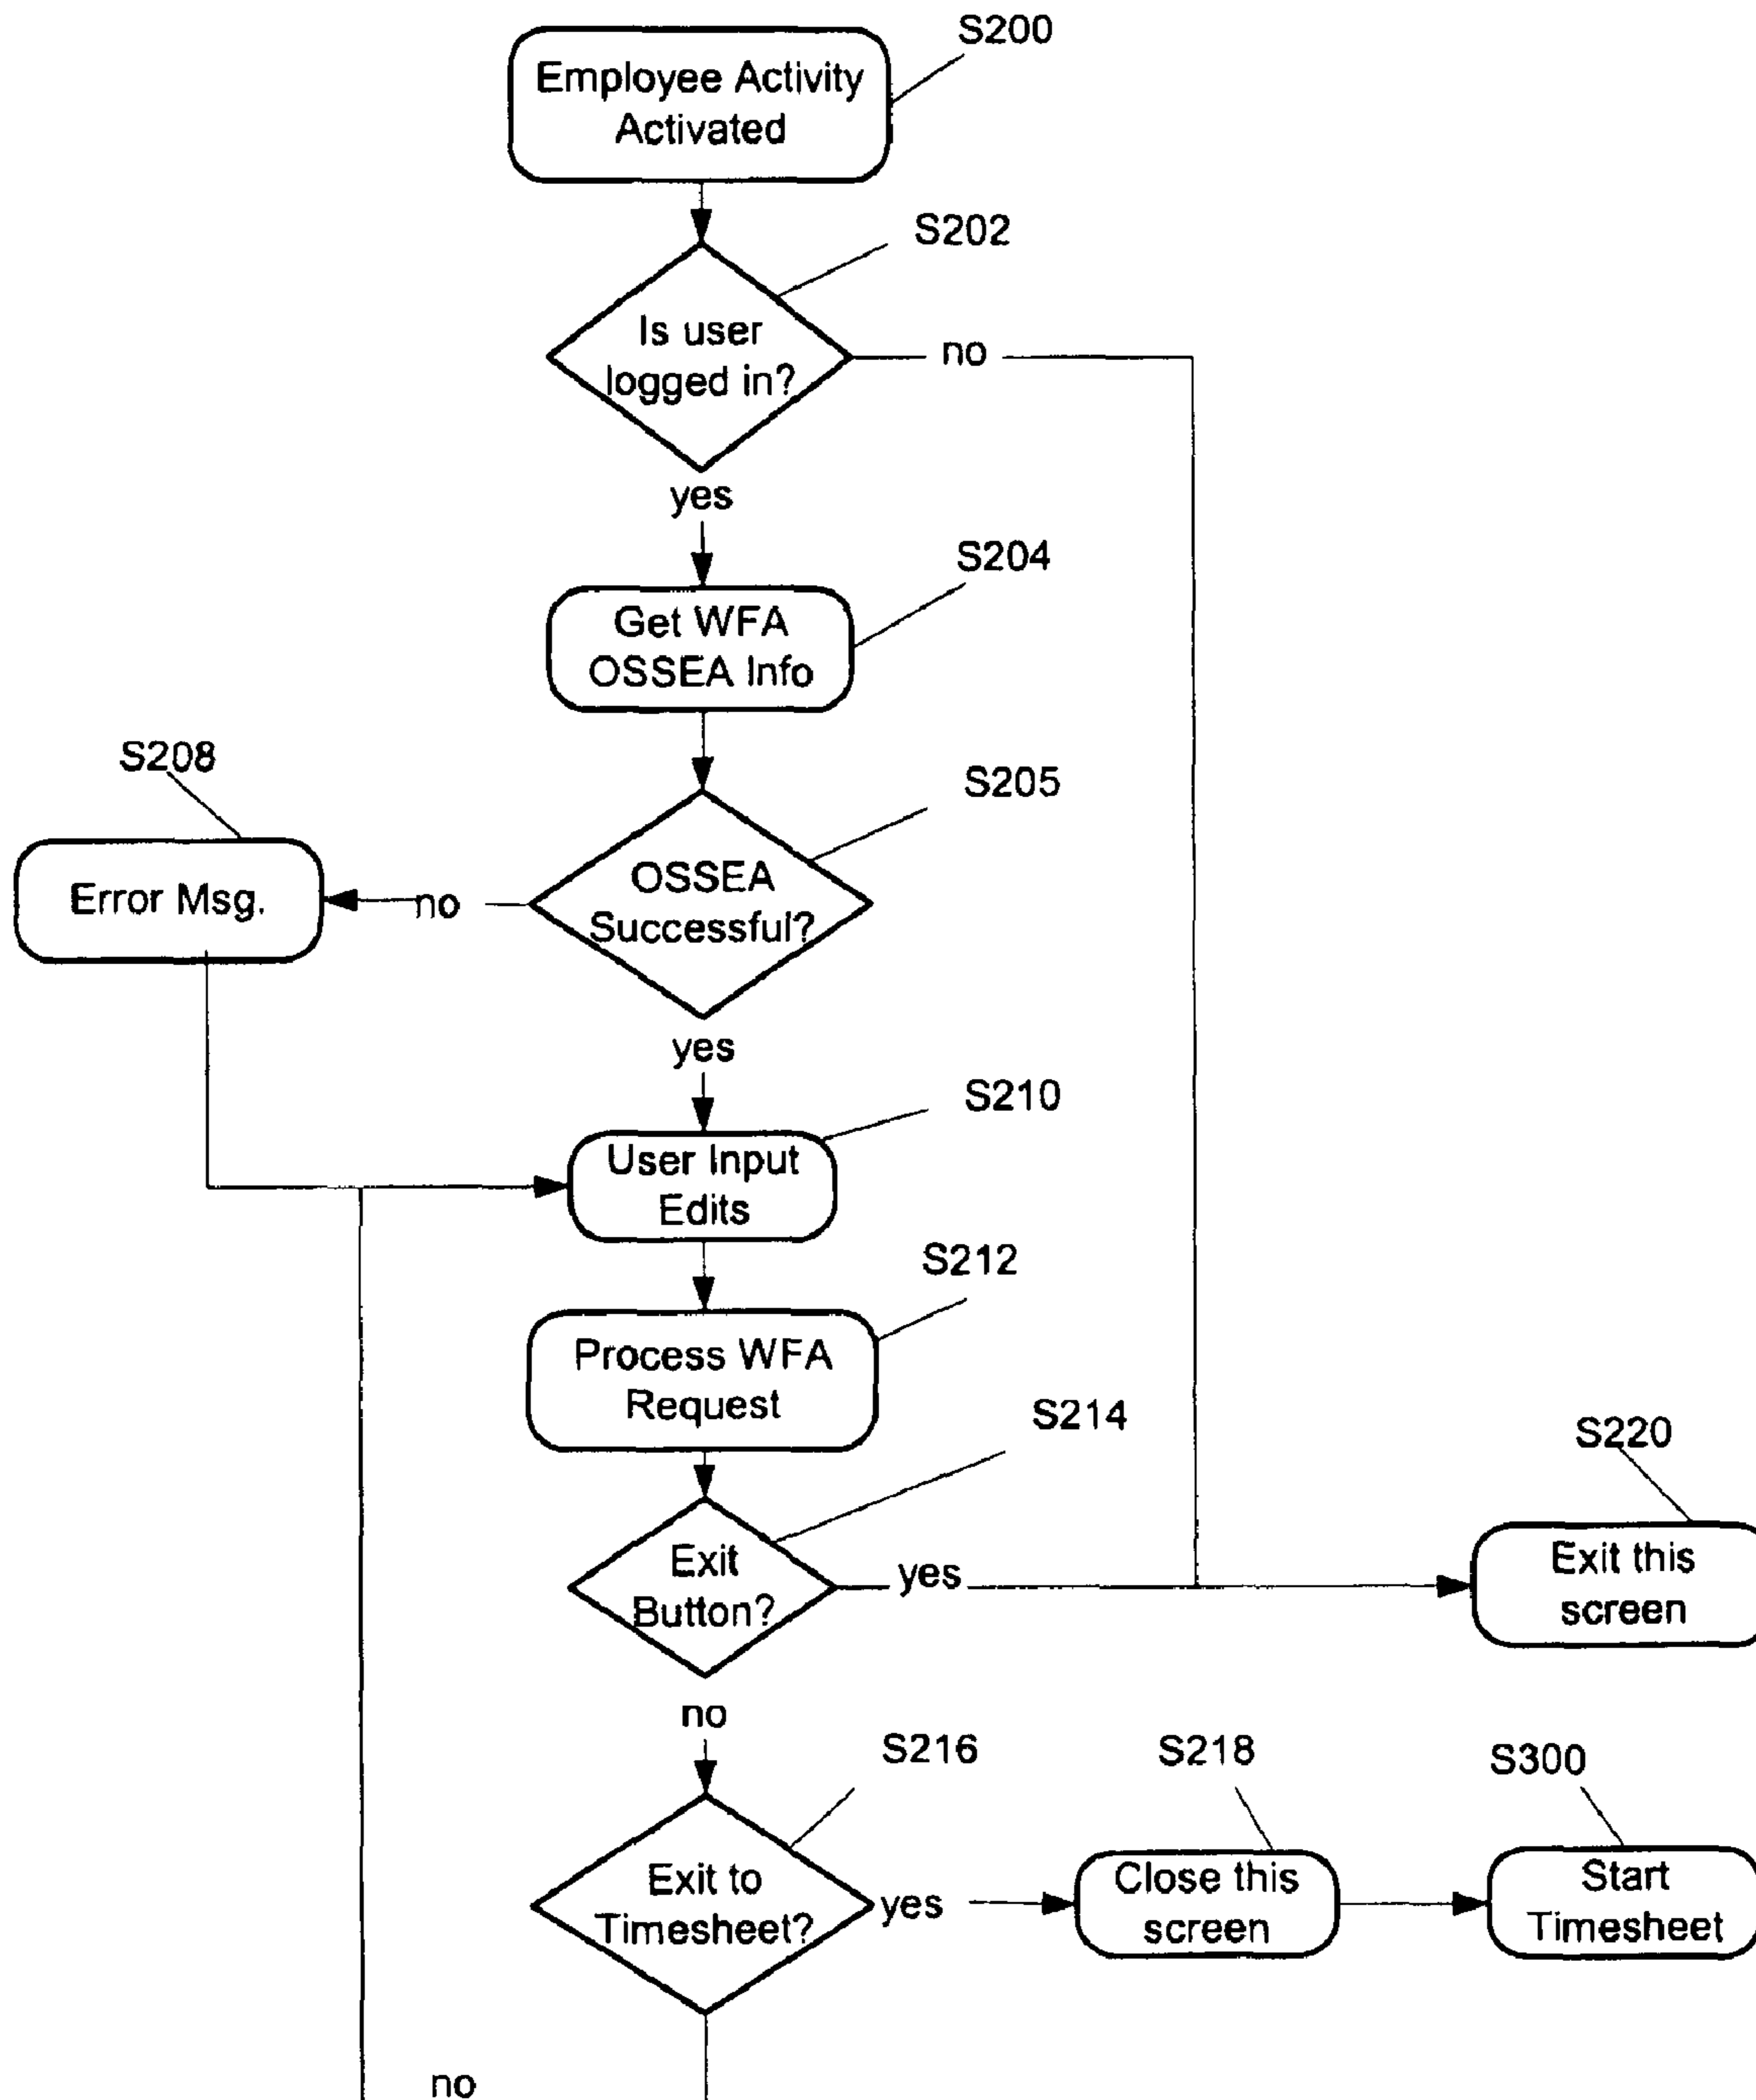 S200
Employee Activity
Activated
S202
Is user
logged in?
no
yes
S204
Get WFA
OSSEA Info
S208
S205
Error Msg.
no
OSSEA
Successful?
yes
S210
User Input
Edits
S212
Process WFA
Request
S214
S220
Exit
Button?
yes
Exit this
screen
no
S216
S218
S300
Exit to
Timesheet?
yes
Close this
screen
Start
Timesheet
no